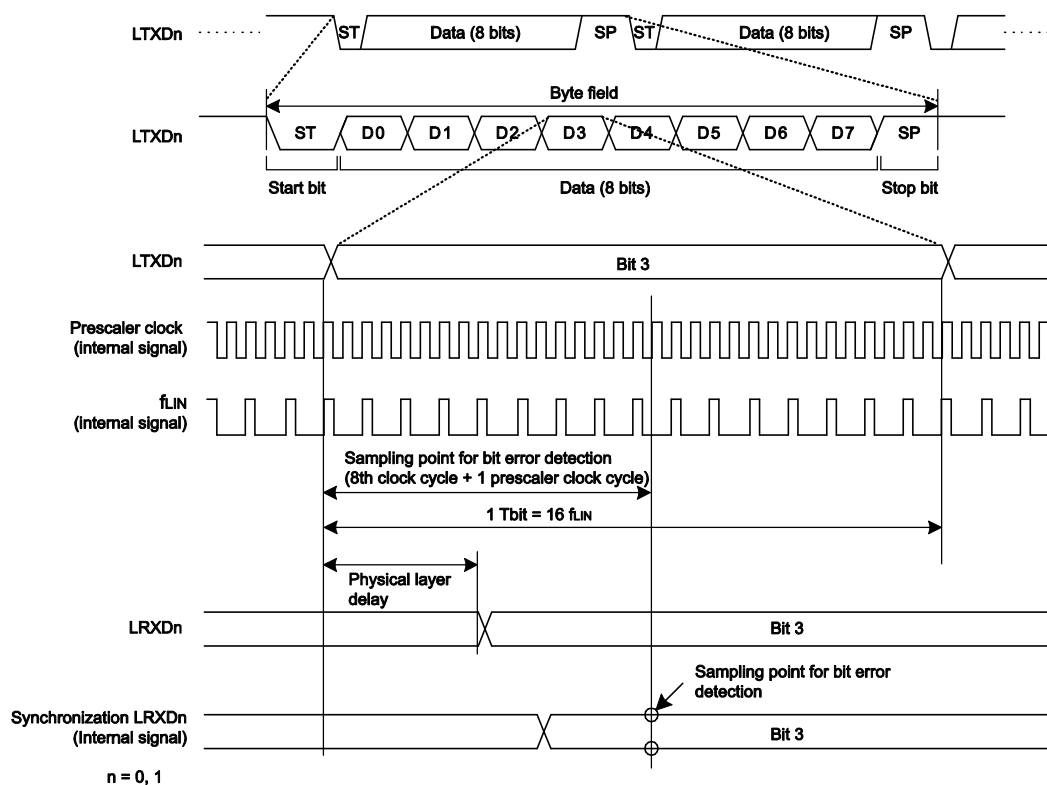 LTXDn
ST
Data (8 bits)
SP
ST
Data (8 bits)
SP
Byte field
LTXDn
ST
D0
D1
D2
D3
D4
D5
D6
D7
SP
Start bit
Data (8 bits)
Stop bit
LTXDn
Bit 3
Prescaler clock
(internal signal)
fLIN
(internal signal)
Sampling point for bit error detection
(8th clock cycle + 1 prescaler clock cycle)
1 Tbit = 16 fLIN
Physical layer
delay
LRXDn
Bit 3
Sampling point for bit error
detection
Synchronization LRXDn
(Internal signal)
Bit 3
n = 0, 1